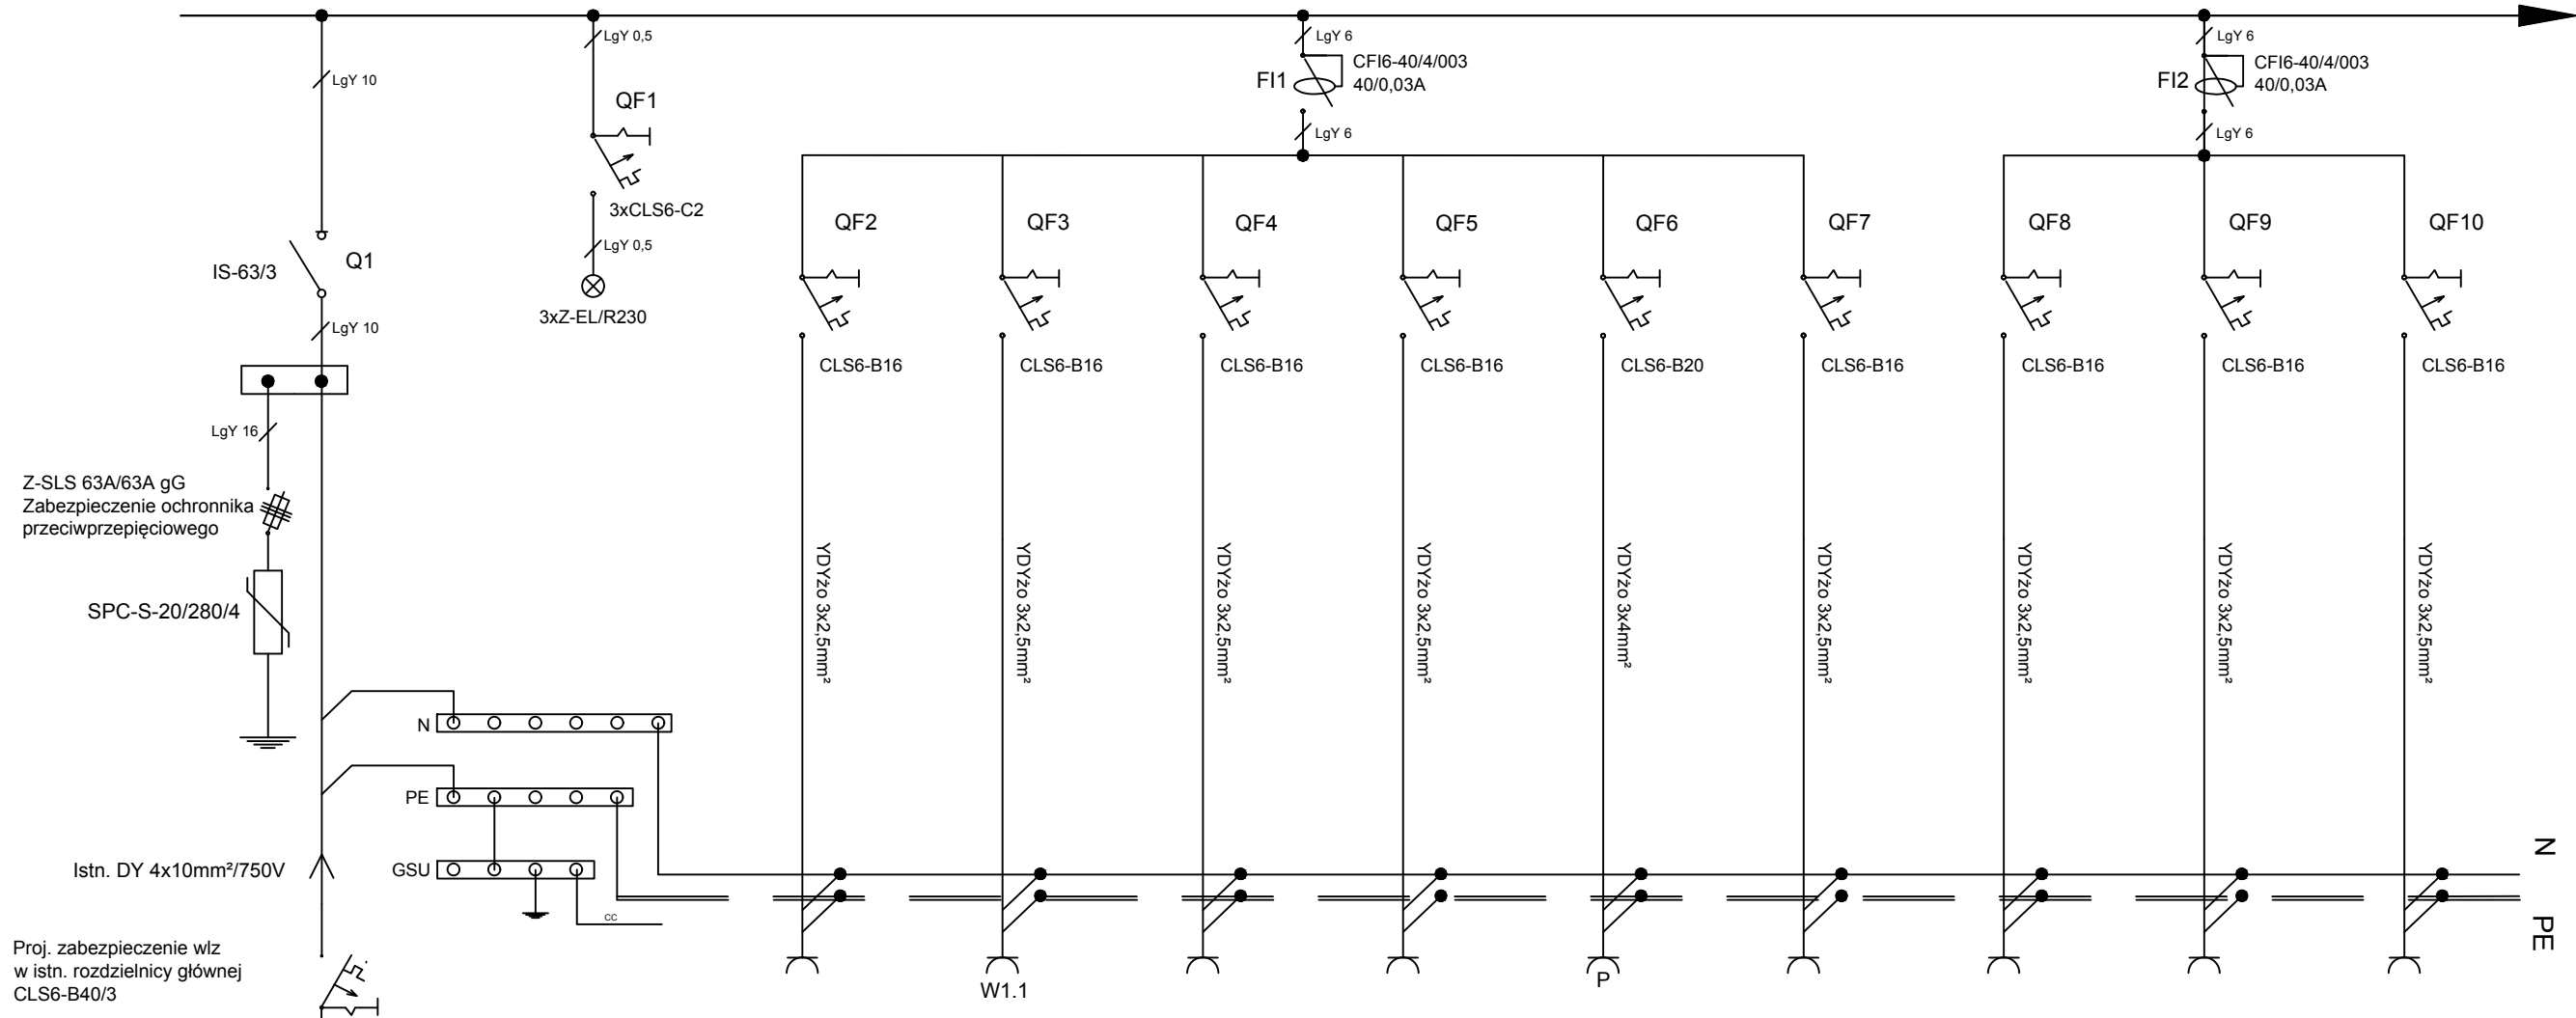 LgY 0,5
LgY 6
LgY 6
CFI6-40/4/003
40/0,03A
CFI6-40/4/003
40/0,03A
FI1
FI2
LgY 10
QF1
LgY 6
LgY 6
3xCLS6-C2
QF2
QF3
QF4
QF5
QF6
QF7
QF8
QF9
QF10
LgY 0,5
IS-63/3
Q1
3xZ-EL/R230
LgY 10
CLS6-B16
CLS6-B16
CLS6-B16
CLS6-B16
CLS6-B20
CLS6-B16
CLS6-B16
CLS6-B16
CLS6-B16
LgY 16
Z-SLS 63A/63A gG
Zabezpieczenie ochronnika
przeciwprzepięciowego
YDYżo 3x2,5mm²
YDYżo 3x2,5mm²
YDYżo 3x2,5mm²
YDYżo 3x2,5mm²
YDYżo 3x4mm²
YDYżo 3x2,5mm²
YDYżo 3x2,5mm²
YDYżo 3x2,5mm²
YDYżo 3x2,5mm²
SPC-S-20/280/4
N
PE
Istn. DY 4x10mm²/750V
GSU
N
cc
PE
Proj. zabezpieczenie wlz
w istn. rozdzielnicy głównej
CLS6-B40/3
W1.1
P